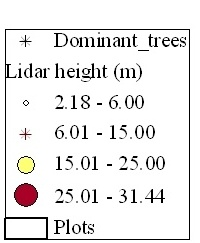 Dominant_trees
Lidar height (m)
2.18 - 6.00
6.01 - 15.00
15.01 - 25.00
25.01 - 31.44
Plots